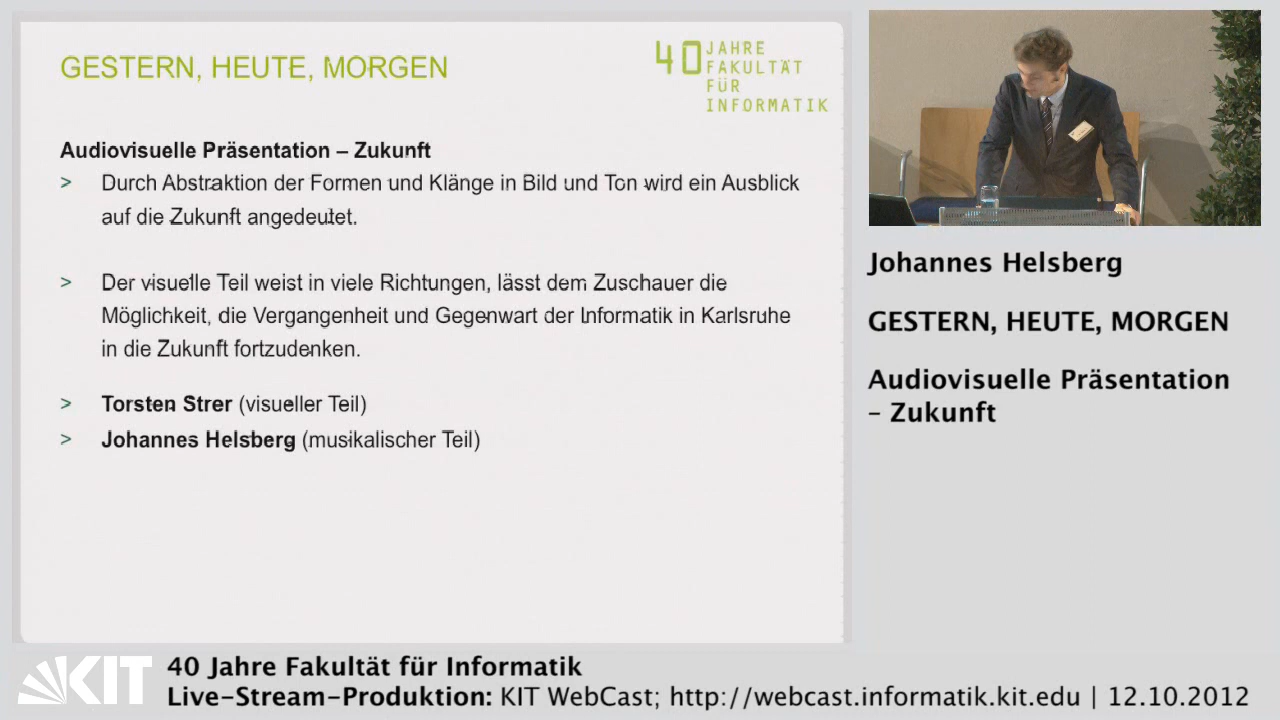 GESTERN, HEUTE, MORGEN
40 JAHRE
FAKULTÄT
FÜR
INFORMATIK
Audiovisuelle Präsentation – Zukunft
> Durch Abstraktion der Formen und Klänge in Bild und Ton wird ein Ausblick
auf die Zukunft angedeutet.
> Der visuelle Teil weist in viele Richtungen, lässt dem Zuschauer die
Möglichkeit, die Vergangenheit und Gegenwart der Informatik in Karlsruhe
in die Zukunft fortzudenken.
> Torsten Strer (visueller Teil)
> Johannes Helsberg (musikalischer Teil)
Johannes Helsberg
GESTERN, HEUTE, MORGEN
Audiovisuelle Präsentation
– Zukunft
KIT
40 Jahre Fakultät für Informatik
Live-Stream-Produktion: KIT WebCast; http://webcast.informatik.kit.edu | 12.10.2012